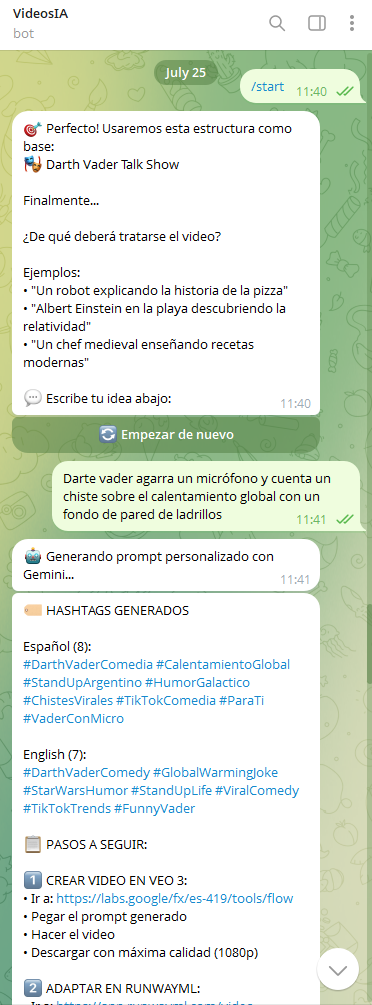 VideosIA
bot
July 25
/start 11:40
🎯 Perfecto! Usaremos esta estructura como
base:
🎭 Darth Vader Talk Show
Finalmente...
¿De qué deberá tratarse el video?
Ejemplos:
• "Un robot explicando la historia de la pizza"
• "Albert Einstein en la playa descubriendo la
relatividad"
• "Un chef medieval enseñando recetas
modernas"
💬 Escribe tu idea abajo:
11:40
🔄 Empezar de nuevo
Darte vader agarra un micrófono y cuenta un
chiste sobre el calentamiento global con un
fondo de pared de ladrillos
11:41
🤖 Generando prompt personalizado con
Gemini...
11:41
🏷️ HASHTAGS GENERADOS
Español (8):
#DarthVaderComedia #CalentamientoGlobal
#StandUpArgentino #HumorGalactico
#ChistesVirales #TikTokComedia #ParaTi
#VaderConMicro
English (7):
#DarthVaderComedy #GlobalWarmingJoke
#StarWarsHumor #StandUpLife #ViralComedy
#TikTokTrends #FunnyVader
📋 PASOS A SEGUIR:
1️⃣ CREAR VIDEO EN VEO 3:
• Ir a: https://labs.google/fx/es-419/tools/flow
• Pegar el prompt generado
• Hacer el video
• Descargar con máxima calidad (1080p)
2️⃣ ADAPTAR EN RUNWAYML: